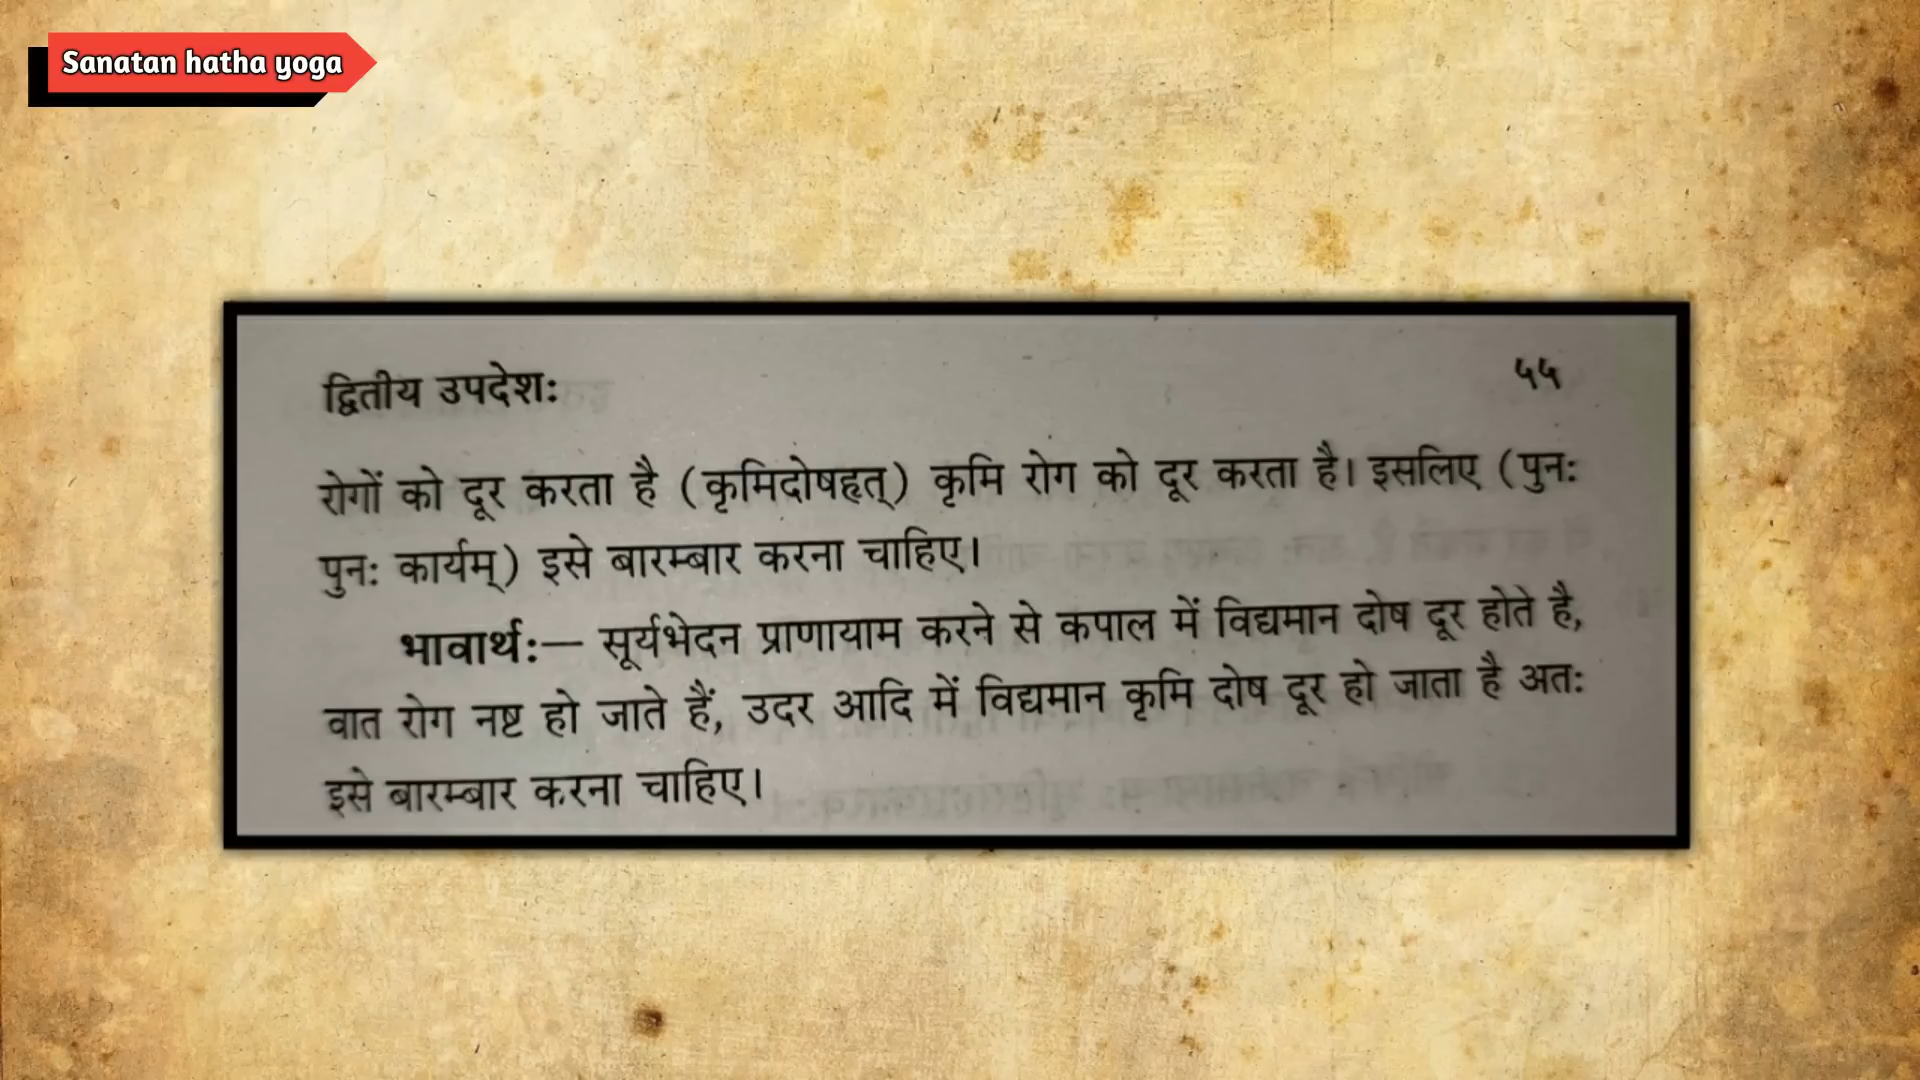 Sanatan hatha yoga
द्वितीय उपदेशः
५५
रोगों को दूर करता है (कृमिदोषहृत्) कृमि रोग को दूर करता है। इसलिए (पुनः
पुनः कार्यम्) इसे बारम्बार करना चाहिए।
भावार्थः— सूर्यभेदन प्राणायाम करने से कपाल में विद्यमान दोष दूर होते है,
वात रोग नष्ट हो जाते हैं, उदर आदि में विद्यमान कृमि दोष दूर हो जाता है अतः
इसे बारम्बार करना चाहिए।